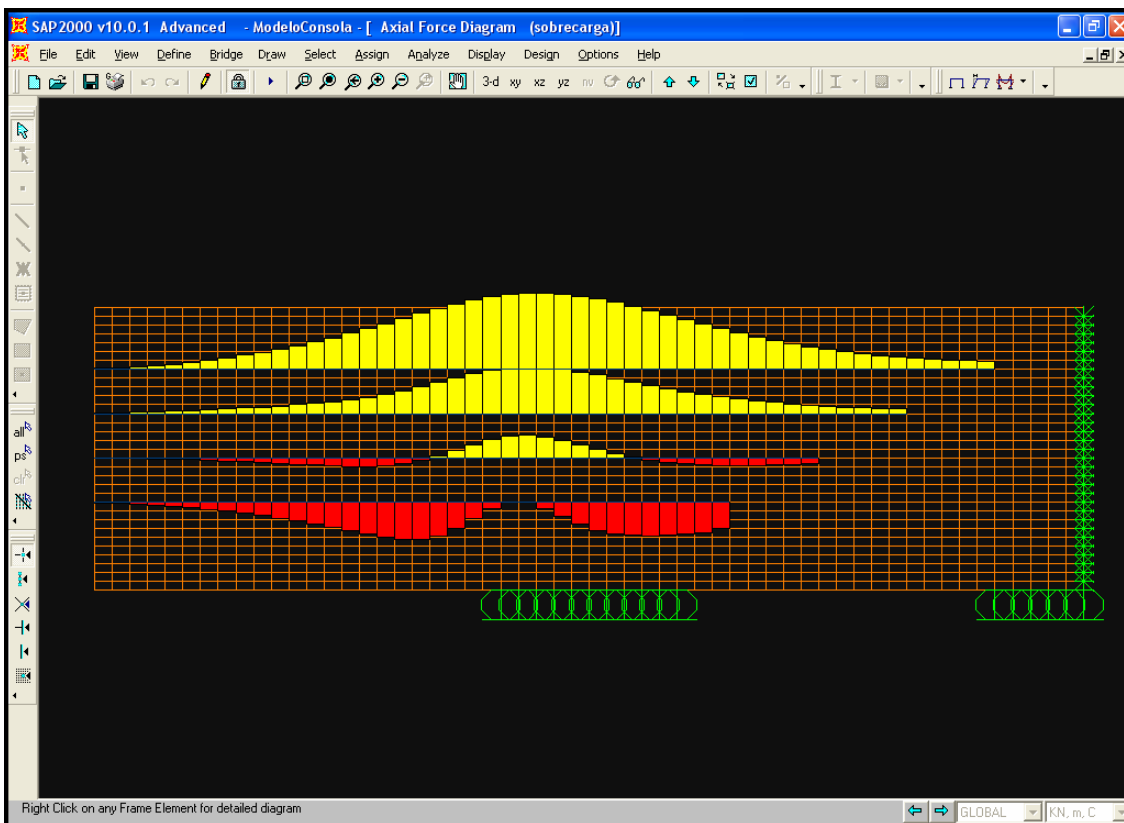 SAP2000 v10.0.1 Advanced - ModeloConsola - [ Axial Force Diagram (sobrecarga)]
File Edit View Define Bridge Draw Select Assign Analyze Display Design Options Help
3-d xy xz yz nv
all
ps
clr
Right Click on any Frame Element for detailed diagram
GLOBAL
KN, m, C